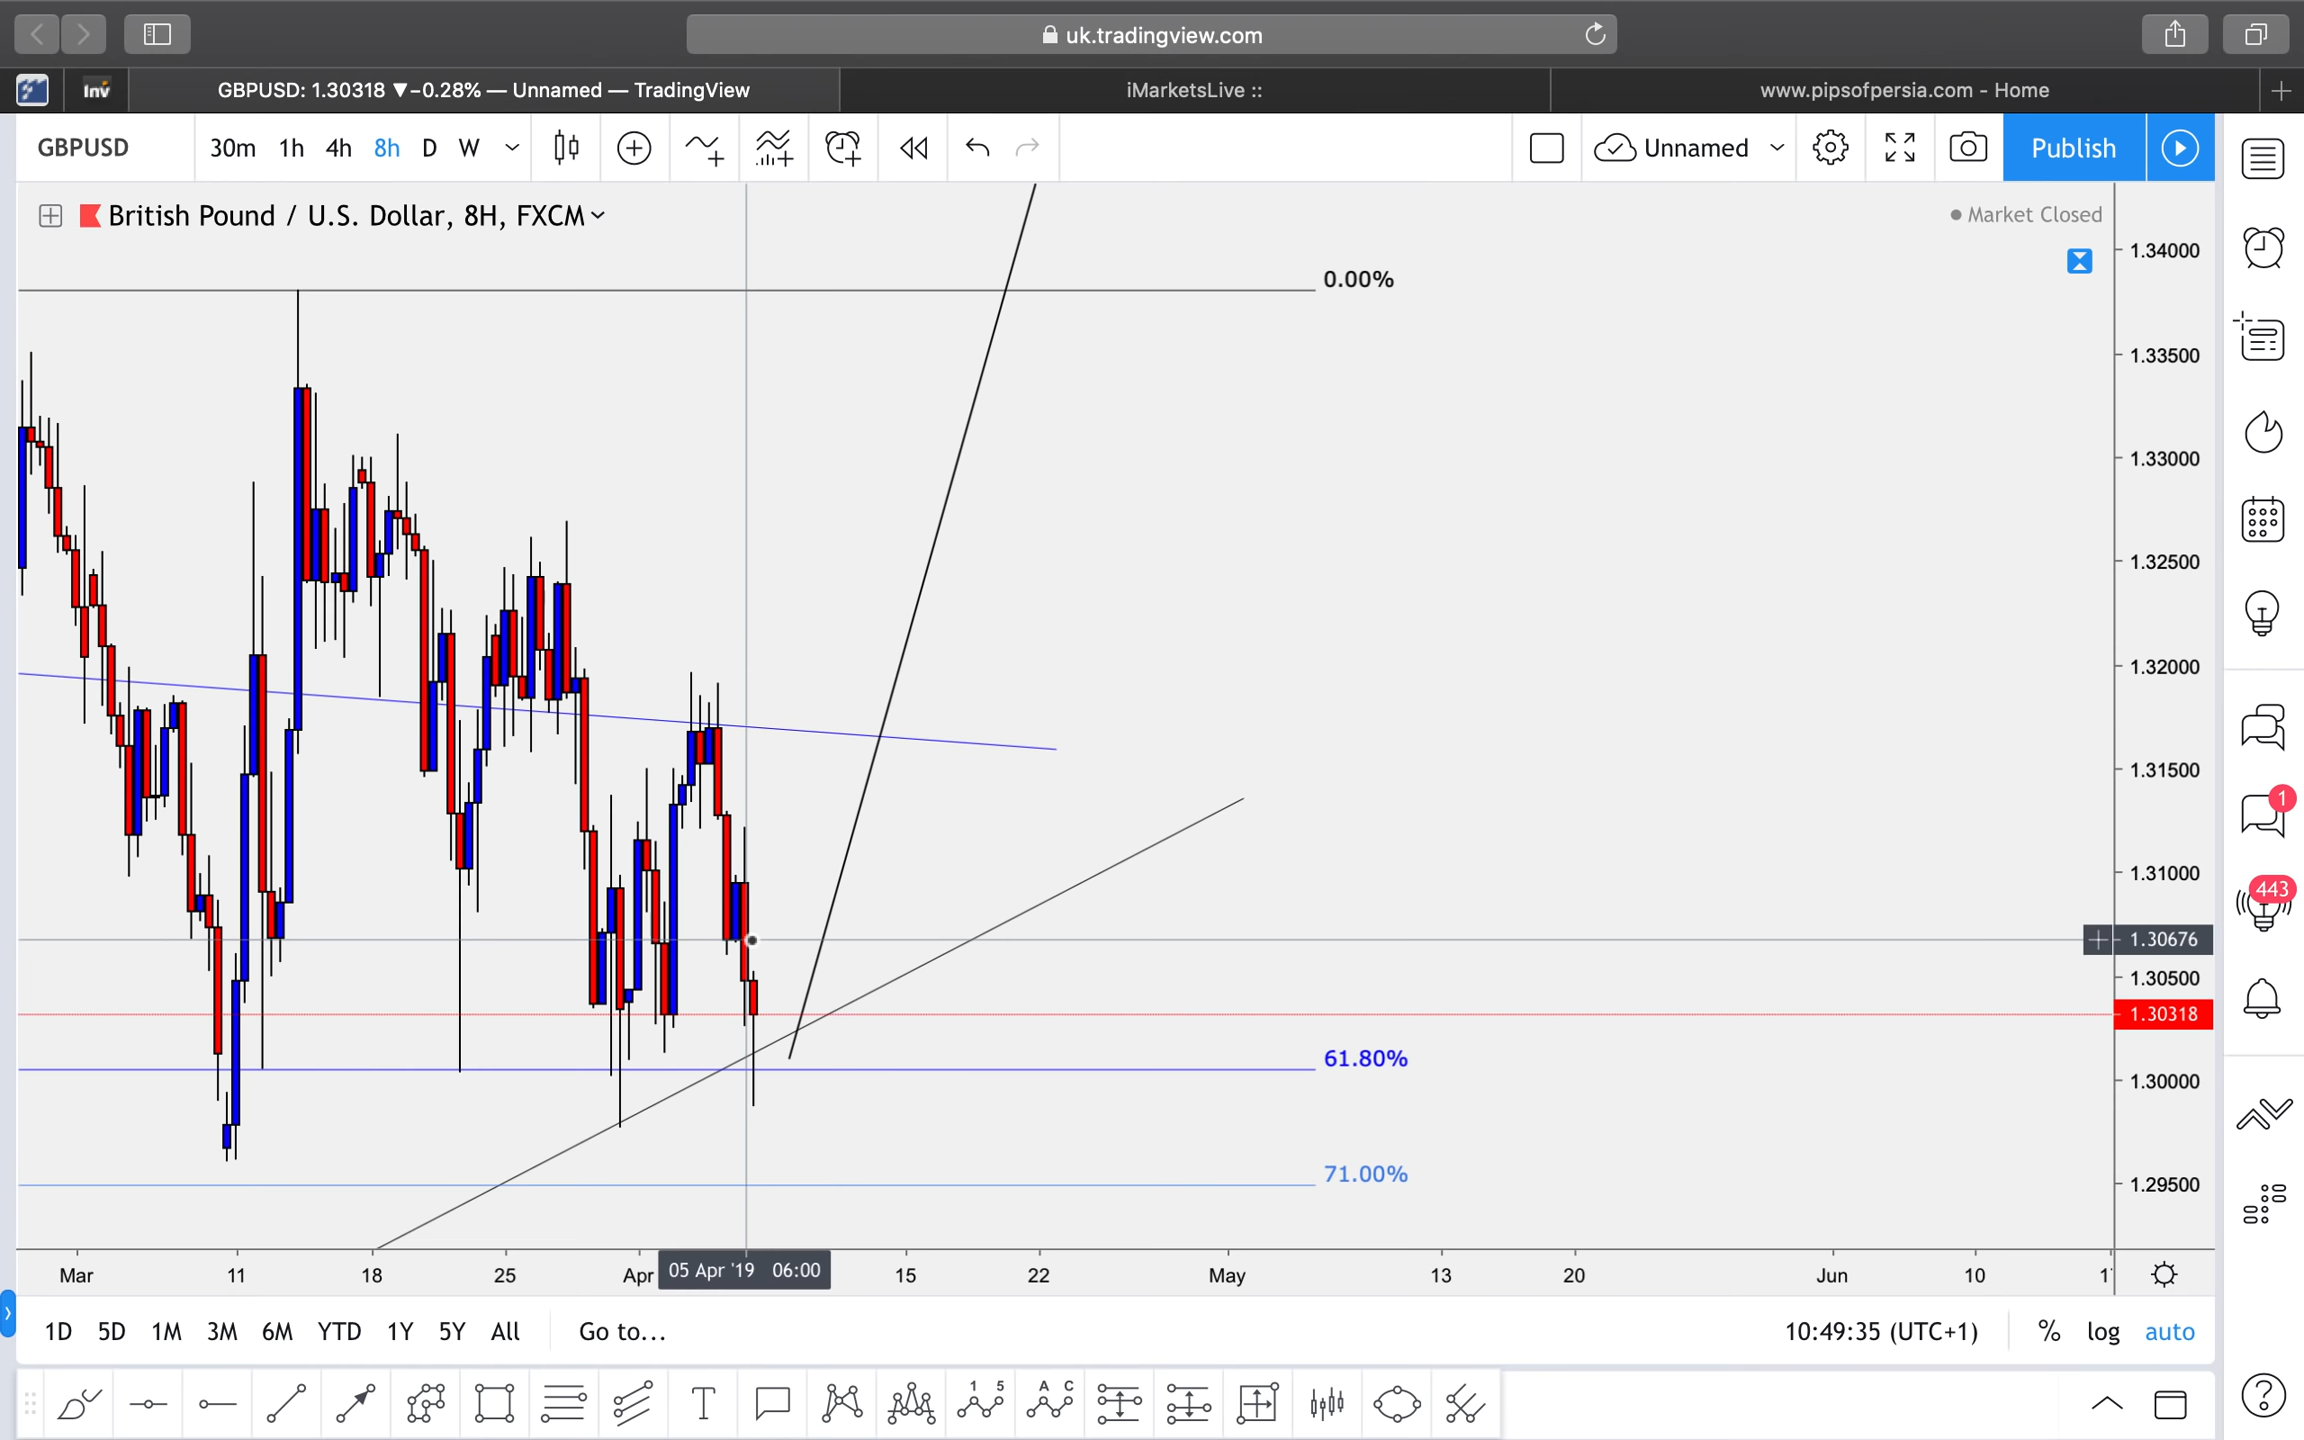 uk.tradingview.com
Inv
GBPUSD: 1.30318 ▼−0.28% — Unnamed — TradingView
iMarketsLive ::
www.pipsofpersia.com - Home
GBPUSD
30m 1h 4h 8h D W
Unnamed
Publish
British Pound / U.S. Dollar, 8H, FXCM
Market Closed
1.34000
0.00%
1.33500
1.33000
1.32500
1.32000
1.31500
1
1.31000
443
1.30676
1.30500
1.30318
61.80%
1.30000
71.00%
1.29500
Mar 11 18 25 Apr 05 Apr '19 06:00 15 22 May 13 20 Jun 10
1D 5D 1M 3M 6M YTD 1Y 5Y All Go to... 10:49:35 (UTC+1) % log auto
T 1 5 A C
?